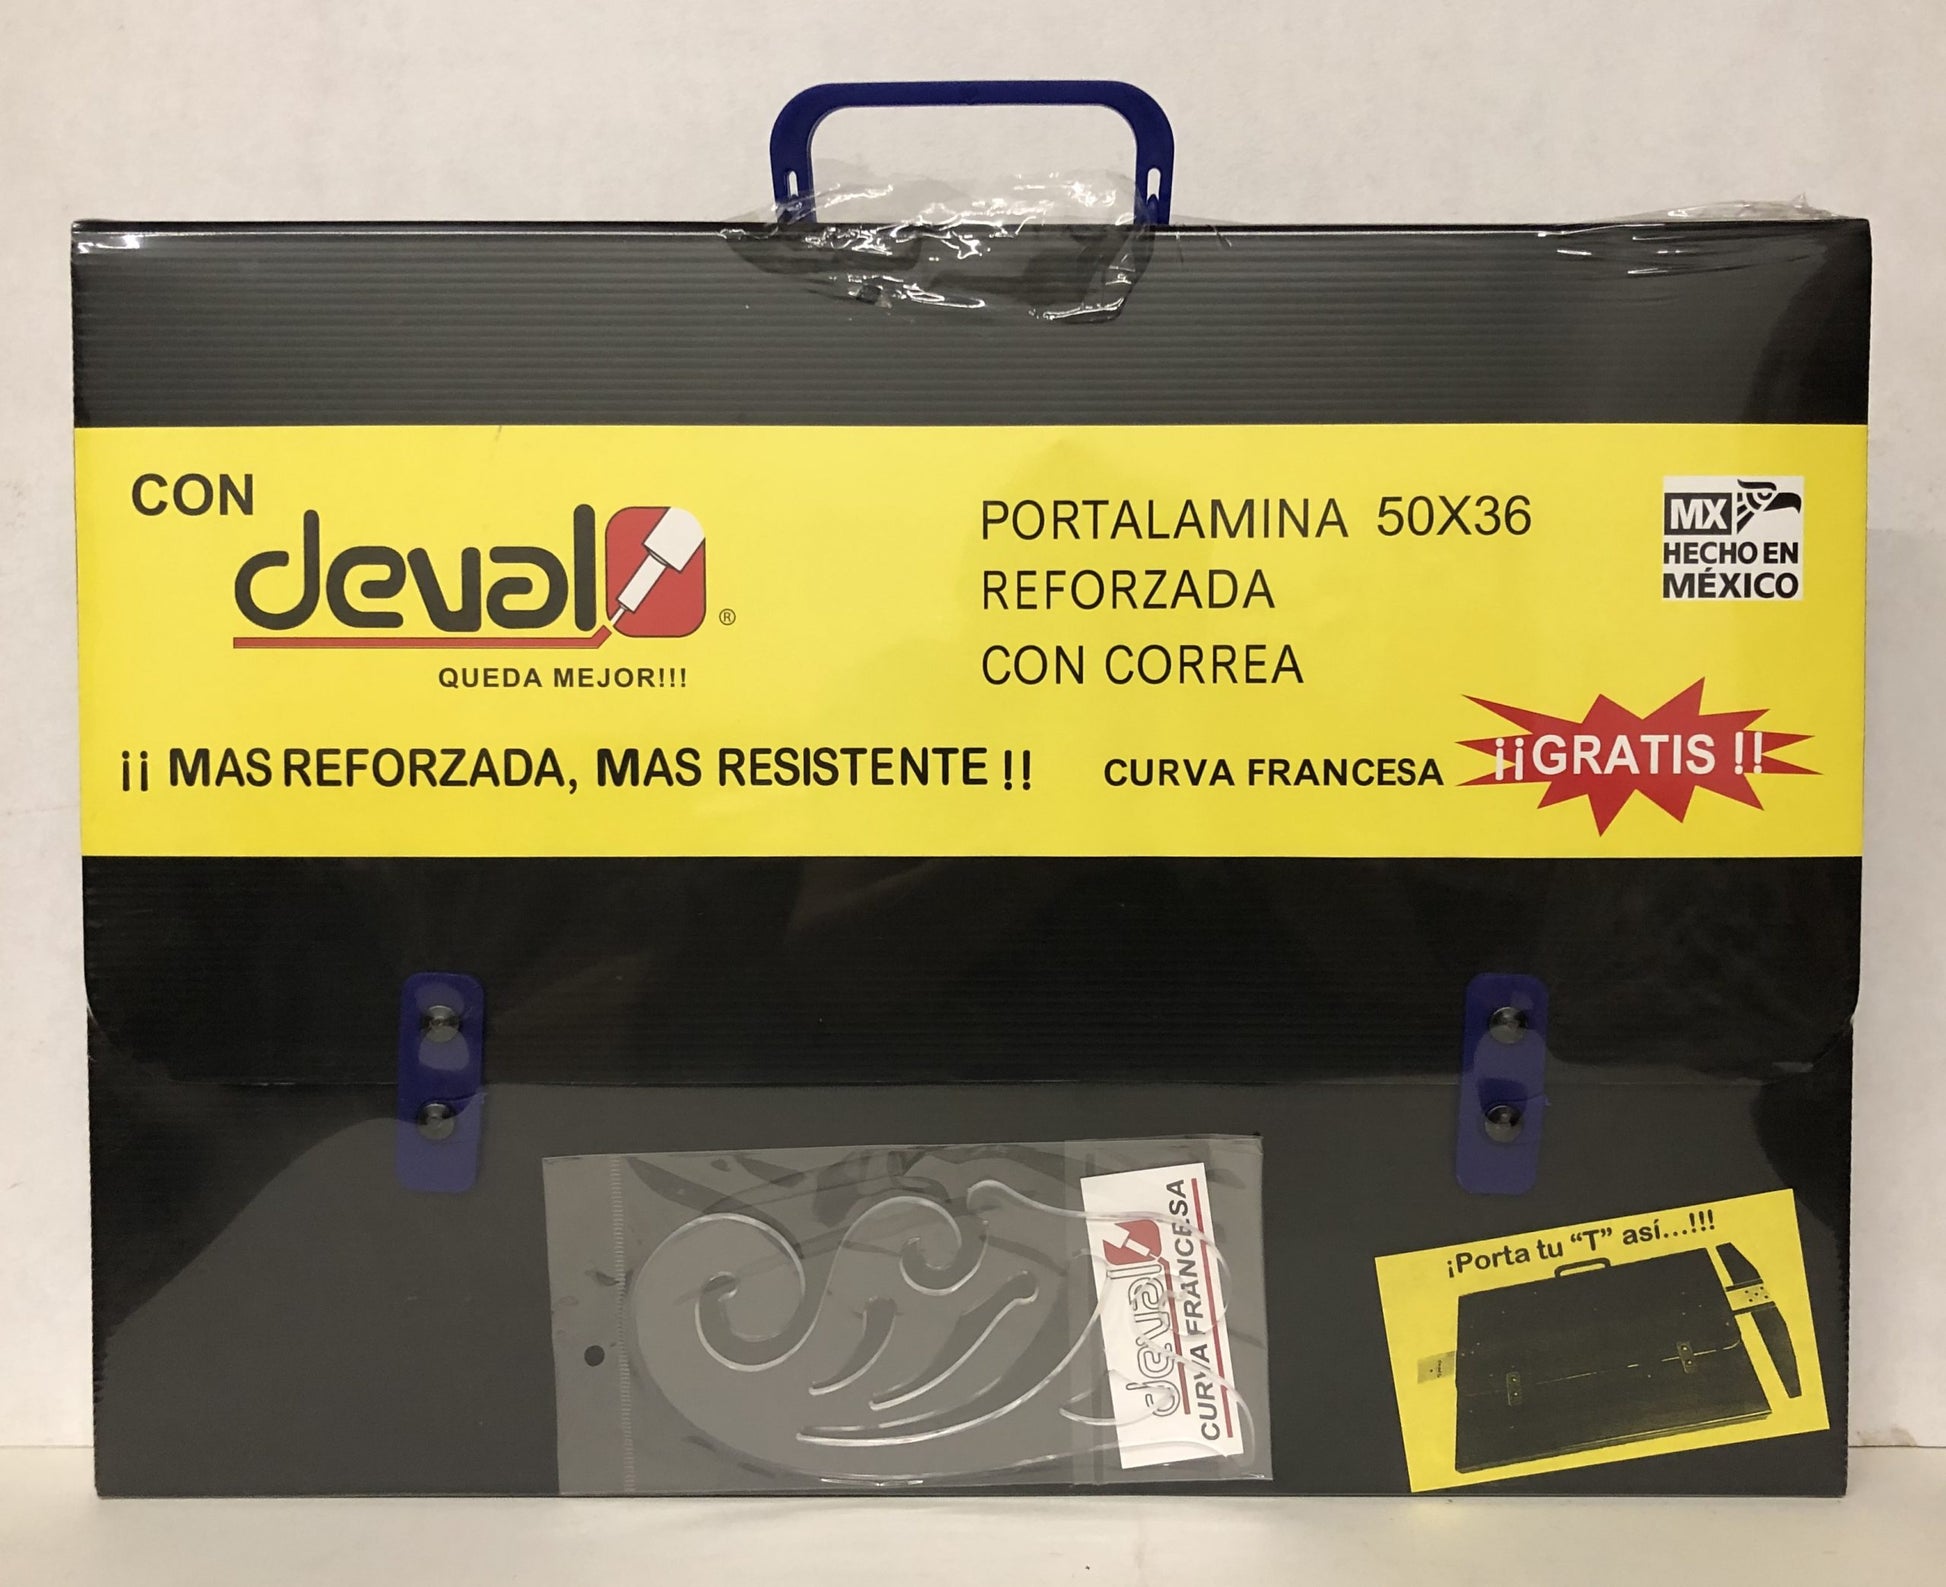 CON
deval
®
QUEDA MEJOR!!!
PORTALAMINA 50X36
REFORZADA
CON CORREA
MX
HECHO EN
MÉXICO
¡¡ MAS REFORZADA, MAS RESISTENTE !!
CURVA FRANCESA
¡¡GRATIS !!
deval
CURVA FRANCESA
¡Porta tu “T” así...!!!